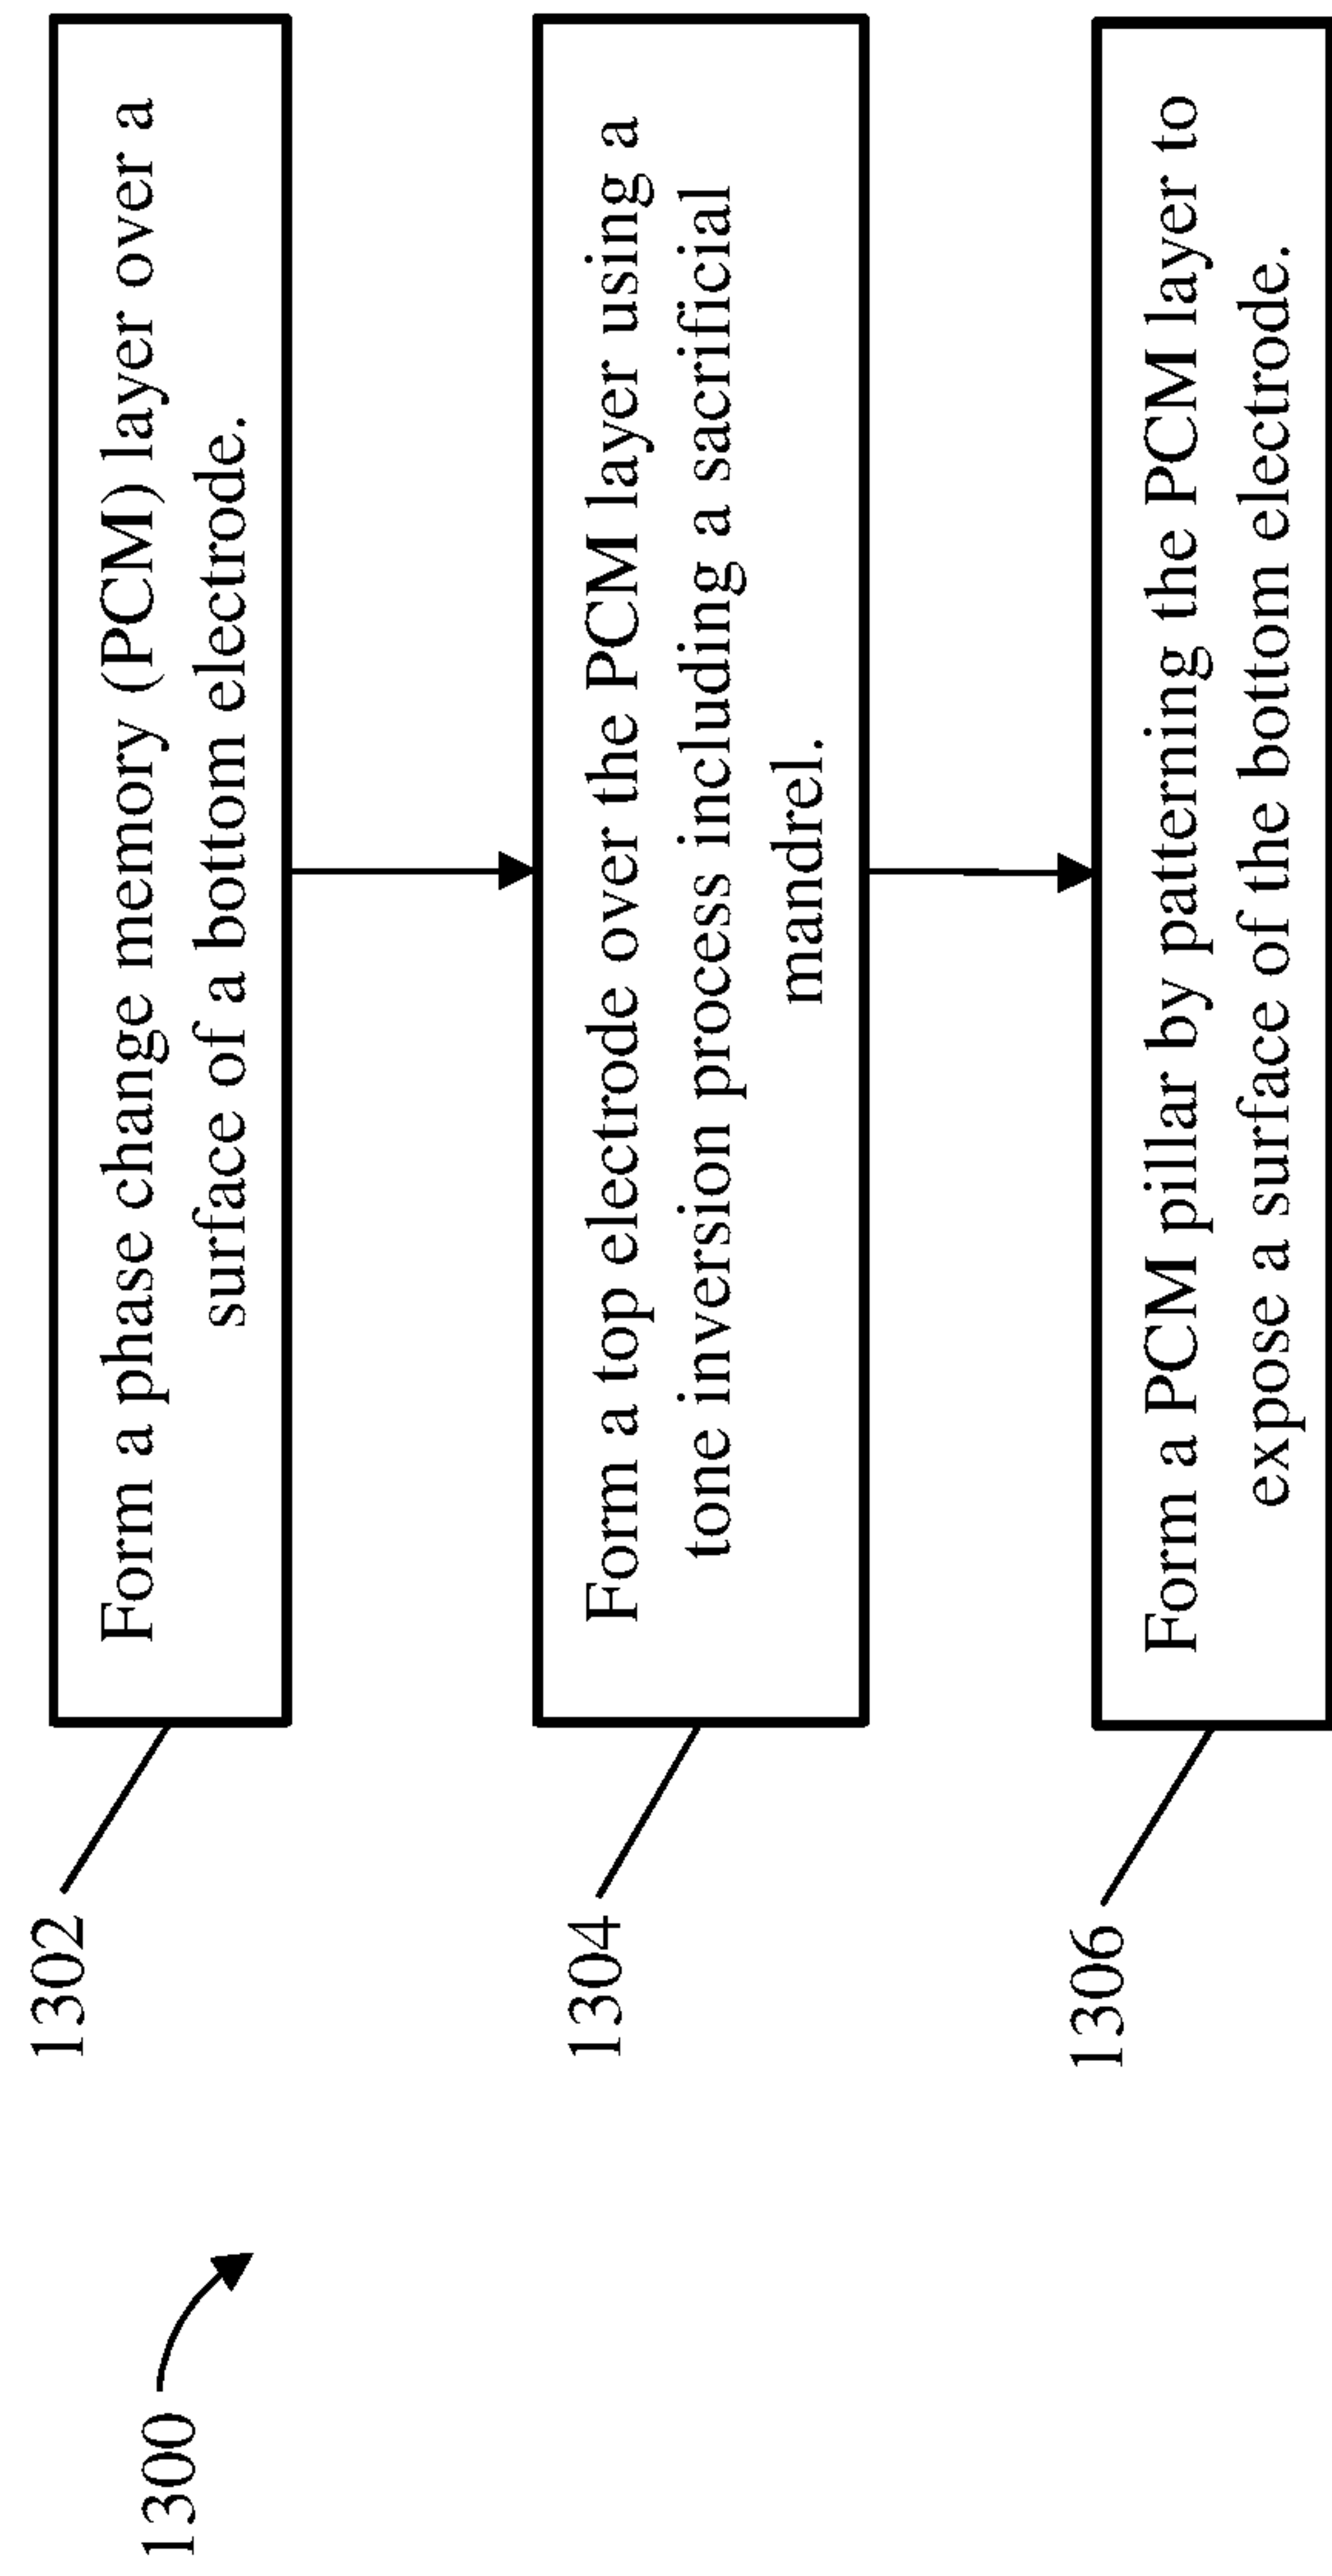 1300
1302
Form a phase change memory (PCM) layer over a
surface of a bottom electrode.
1304
Form a top electrode over the PCM layer using a
tone inversion process including a sacrificial
mandrel.
1306
Form a PCM pillar by patterning the PCM layer to
expose a surface of the bottom electrode.